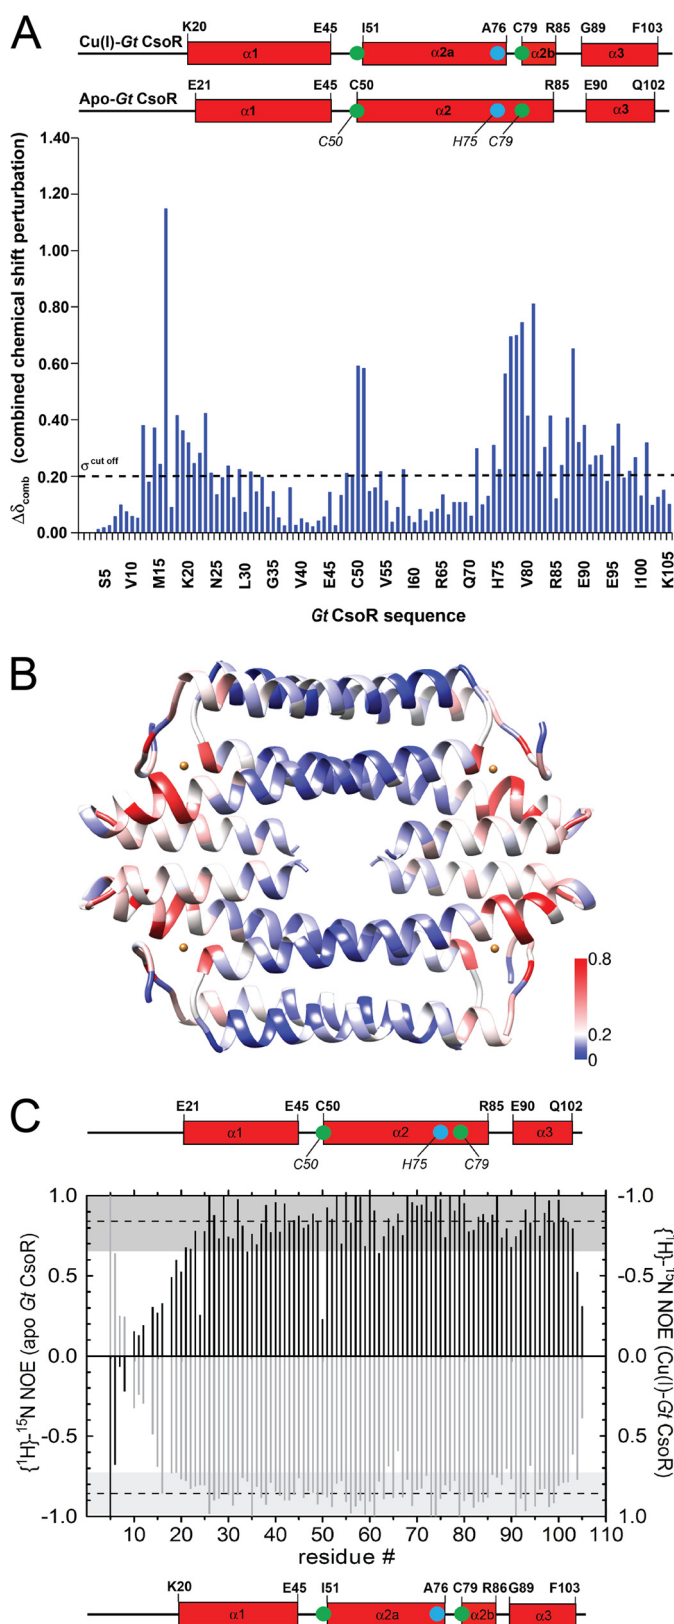 A
K20 E45 I51 A76 C79 R85 G89 F103
Cu(I)-Gt CsoR α1 α2a α2b α3
E21 E45 C50 R85 E90 Q102
Apo-Gt CsoR α1 α2 α3
C50 H75 C79
1.40
1.20
1.00
0.80
0.60
0.40
0.20
0.00
Δδcomb (combined chemical shift perturbation)
σ cut off
S5 V10 M15 K20 N25 L30 G35 V40 E45 C50 V55 I60 R65 Q70 H75 V80 R85 E90 E95 I100 K105
Gt CsoR sequence
B
0.8
0.2
0
C
E21 E45 C50 R85 E90 Q102
α1 α2 α3
C50 H75 C79
1.0 -1.0
0.5 -0.5
0.0 0.0
-0.5 0.5
-1.0 1.0
{¹H}-¹⁵N NOE (apo Gt CsoR)
{¹H}-¹⁵N NOE (Cu(I)-Gt CsoR)
10 20 30 40 50 60 70 80 90 100 110
residue #
K20 E45 I51 A76 C79 R86 G89 F103
α1 α2a α2b α3